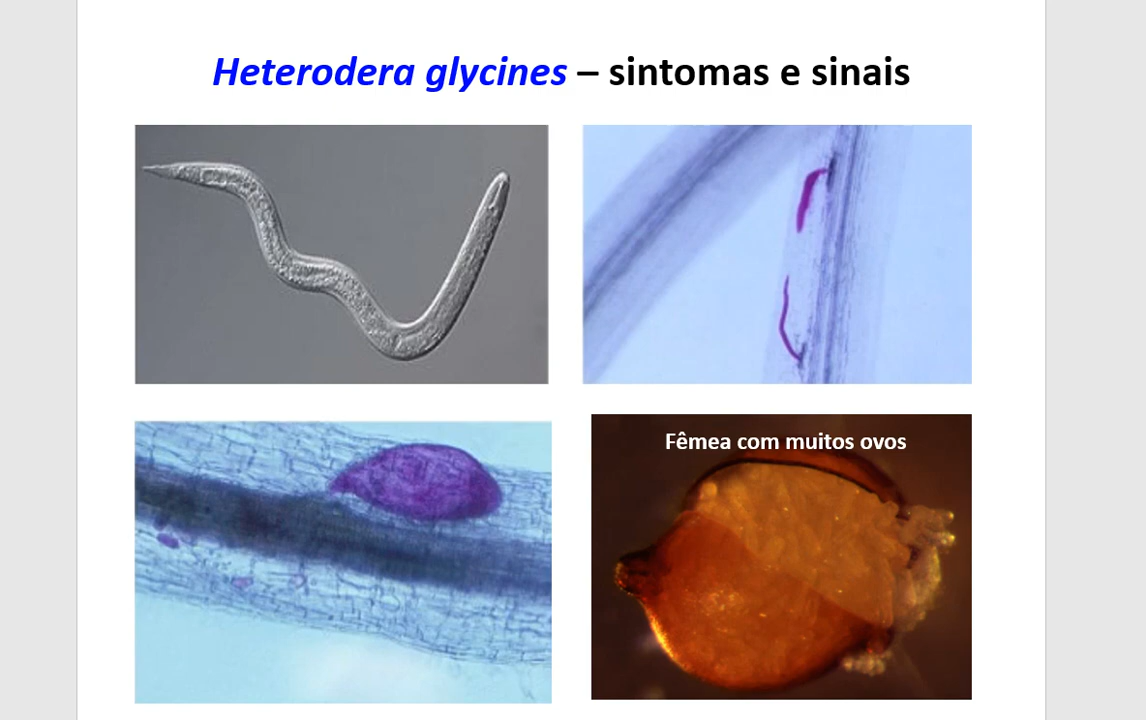 Heterodera glycines – sintomas e sinais
Fêmea com muitos ovos